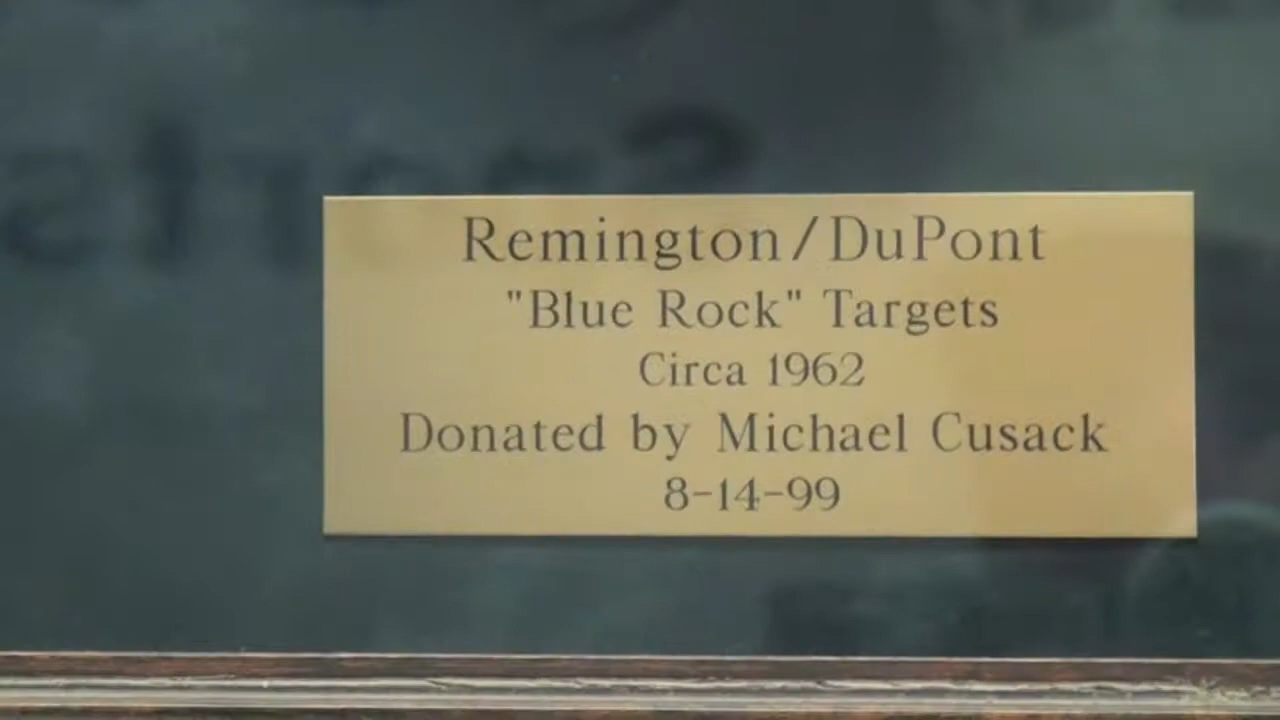 Remington/DuPont
"Blue Rock" Targets
Circa 1962
Donated by Michael Cusack
8-14-99